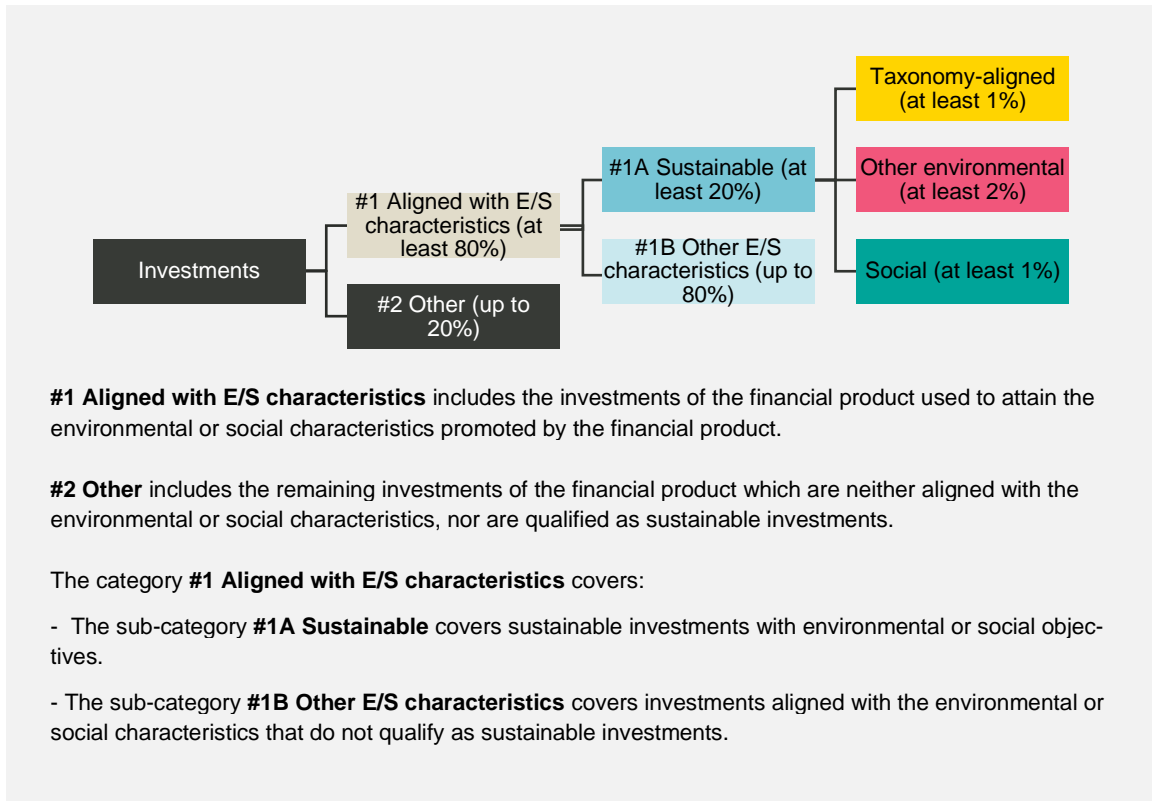 Taxonomy-aligned
(at least 1%)
#1A Sustainable (at
least 20%)
Other environmental
(at least 2%)
#1 Aligned with E/S
characteristics (at
least 80%)
Investments
#1B Other E/S
characteristics (up to
80%)
Social (at least 1%)
#2 Other (up to
20%)
#1 Aligned with E/S characteristics includes the investments of the financial product used to attain the
environmental or social characteristics promoted by the financial product.
#2 Other includes the remaining investments of the financial product which are neither aligned with the
environmental or social characteristics, nor are qualified as sustainable investments.
The category #1 Aligned with E/S characteristics covers:
- The sub-category #1A Sustainable covers sustainable investments with environmental or social objec-
tives.
- The sub-category #1B Other E/S characteristics covers investments aligned with the environmental or
social characteristics that do not qualify as sustainable investments.